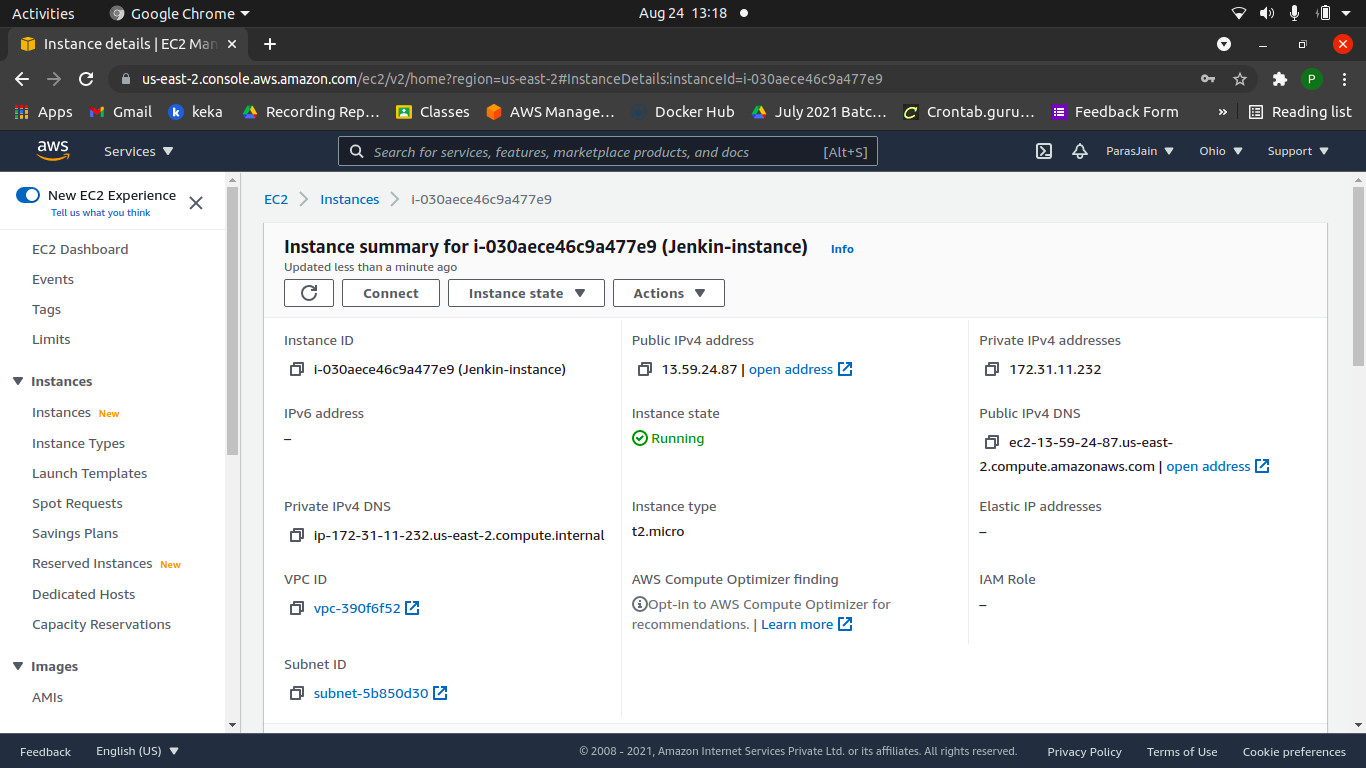 Activities Google Chrome Aug 24 13:18
Instance details | EC2 Man
us-east-2.console.aws.amazon.com/ec2/v2/home?region=us-east-2#InstanceDetails:instanceId=i-030aece46c9a477e9 P
Apps Gmail keka Recording Rep... Classes AWS Manage... Docker Hub July 2021 Batc... Crontab.guru... Feedback Form » Reading list
aws Services Search for services, features, marketplace products, and docs [Alt+S] ParasJain Ohio Support
New EC2 Experience
Tell us what you think
EC2 Dashboard
Events
Tags
Limits
Instances
Instances New
Instance Types
Launch Templates
Spot Requests
Savings Plans
Reserved Instances New
Dedicated Hosts
Capacity Reservations
Images
AMIs
EC2 Instances i-030aece46c9a477e9
Instance summary for i-030aece46c9a477e9 (Jenkin-instance) Info
Updated less than a minute ago
Connect Instance state Actions
Instance ID
i-030aece46c9a477e9 (Jenkin-instance)
Public IPv4 address
13.59.24.87 | open address
Private IPv4 addresses
172.31.11.232
IPv6 address
–
Instance state
Running
Public IPv4 DNS
ec2-13-59-24-87.us-east-
2.compute.amazonaws.com | open address
Private IPv4 DNS
ip-172-31-11-232.us-east-2.compute.internal
Instance type
t2.micro
Elastic IP addresses
–
VPC ID
vpc-390f6f52
AWS Compute Optimizer finding
Opt-in to AWS Compute Optimizer for
recommendations. | Learn more
IAM Role
–
Subnet ID
subnet-5b850d30
Feedback English (US) © 2008 - 2021, Amazon Internet Services Private Ltd. or its affiliates. All rights reserved. Privacy Policy Terms of Use Cookie preferences